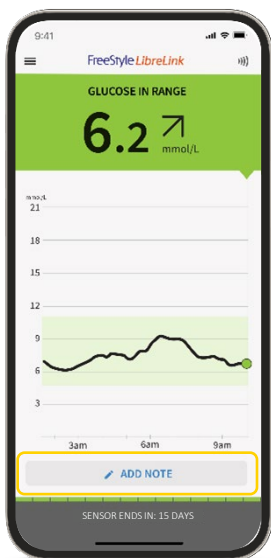 9:41
FreeStyle LibreLink
GLUCOSE IN RANGE
6.2
mmol/L
mmol/L
21
18
15
12
9
6
3
3am 6am 9am
ADD NOTE
SENSOR ENDS IN: 15 DAYS